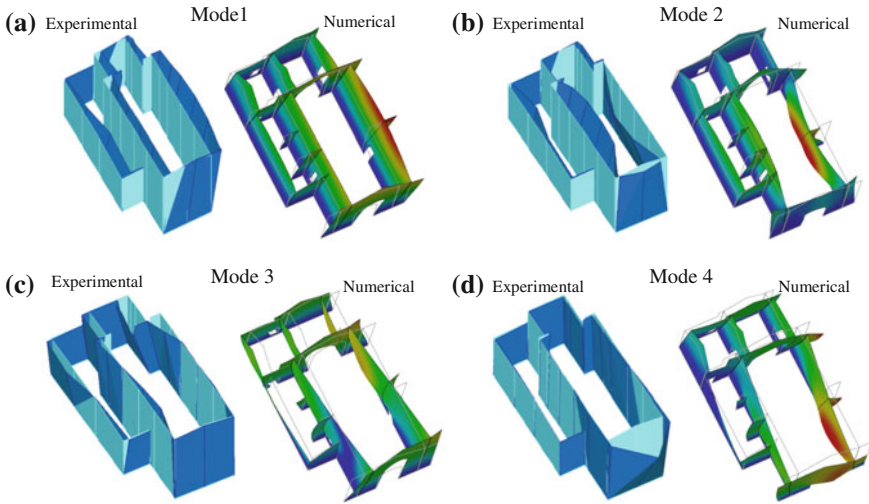 (a) Experimental Mode1 Numerical
(b) Experimental Mode 2 Numerical
(c) Experimental Mode 3 Numerical
(d) Experimental Mode 4 Numerical